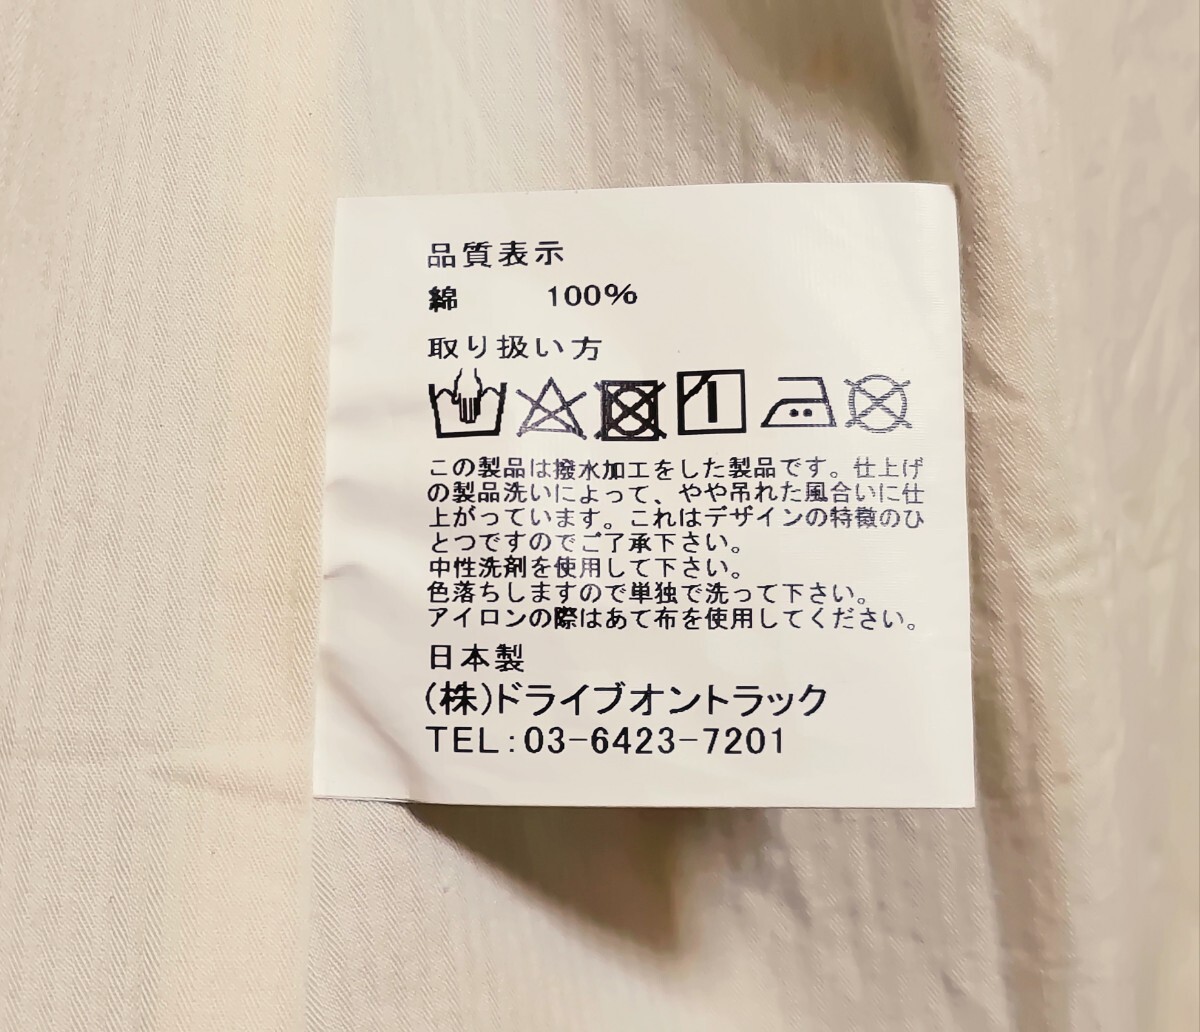 品質表示
綿 100%
取り扱い方
この製品は撥水加工をした製品です。仕上げ
の製品洗いによって、やや吊れた風合いに仕
上がっています。これはデザインの特徴のひ
とつですのでご了承下さい。
中性洗剤を使用して下さい。
色落ちしますので単独で洗って下さい。
アイロンの際はあて布を使用してください。
日本製
(株)ドライブオントラック
TEL:03-6423-7201